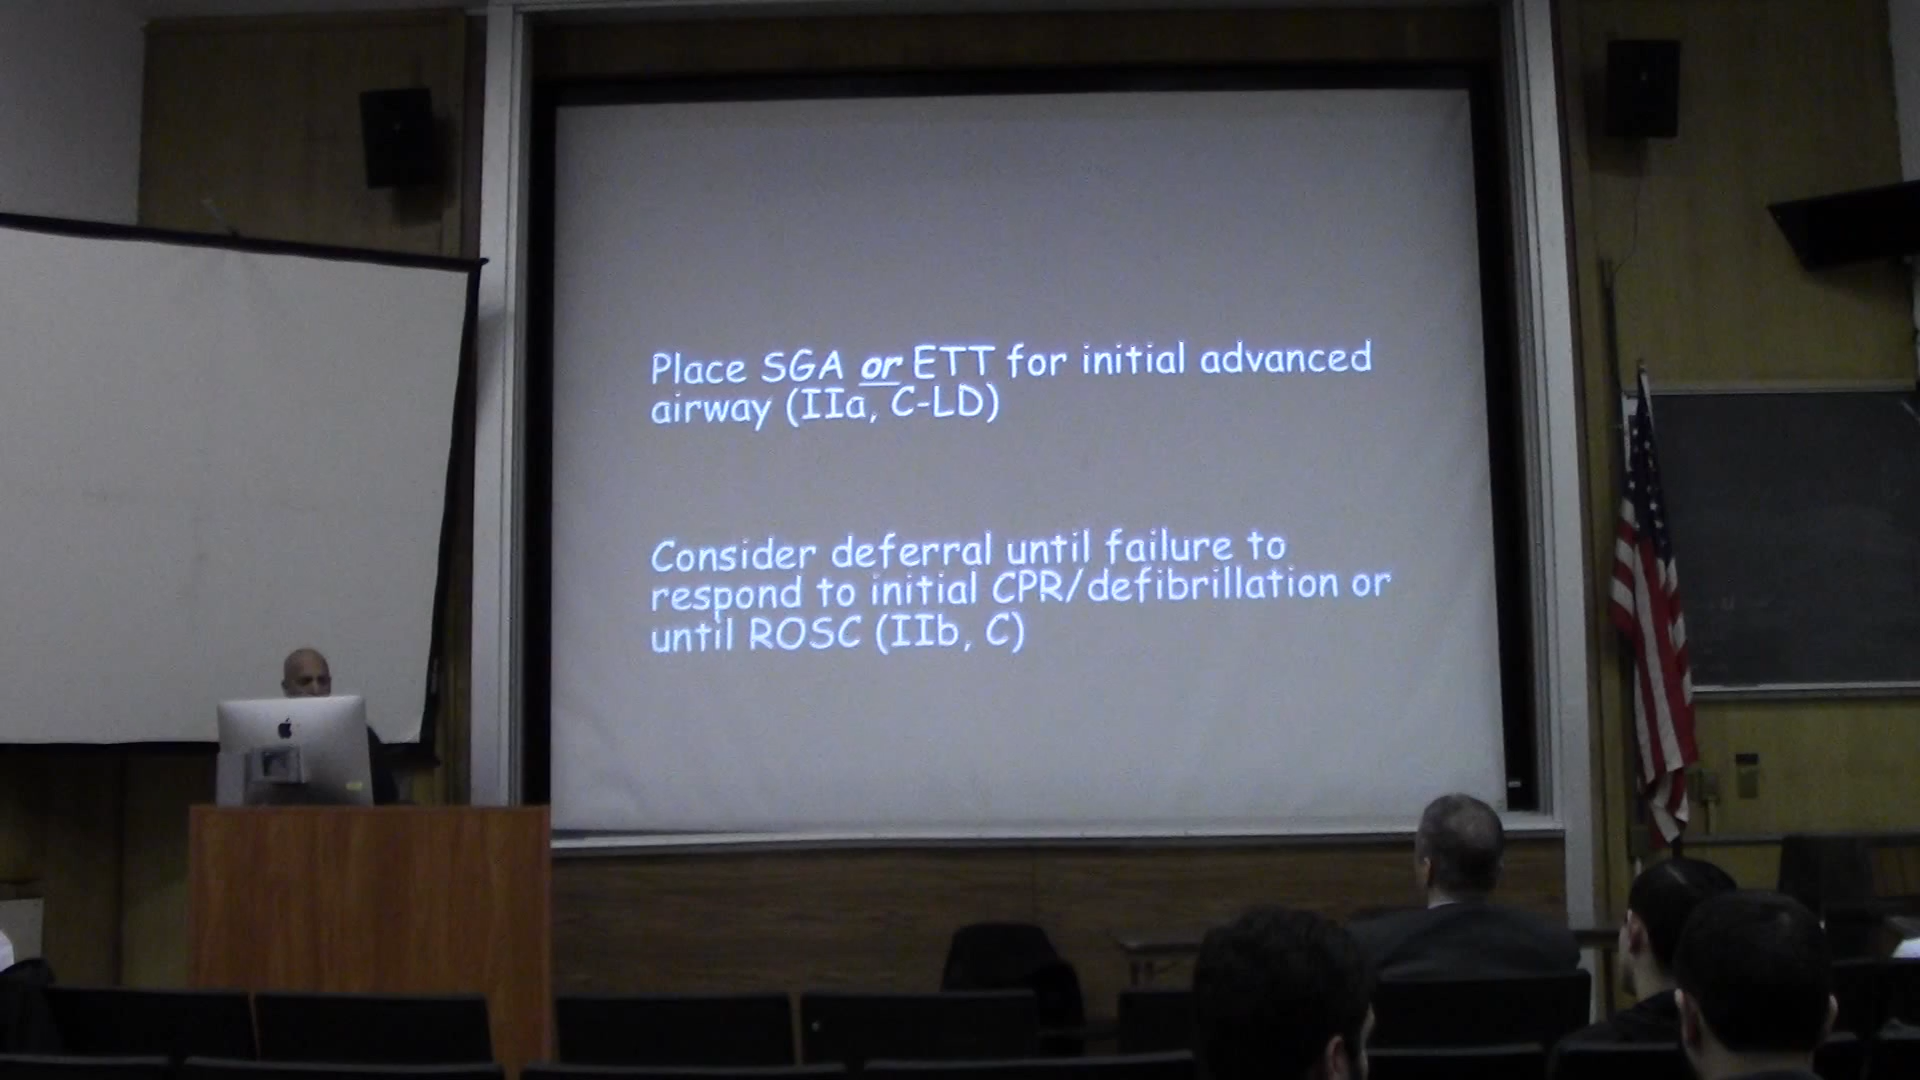 Place SGA or ETT for initial advanced
airway (IIa, C-LD)
Consider deferral until failure to
respond to initial CPR/defibrillation or
until ROSC (IIb, C)